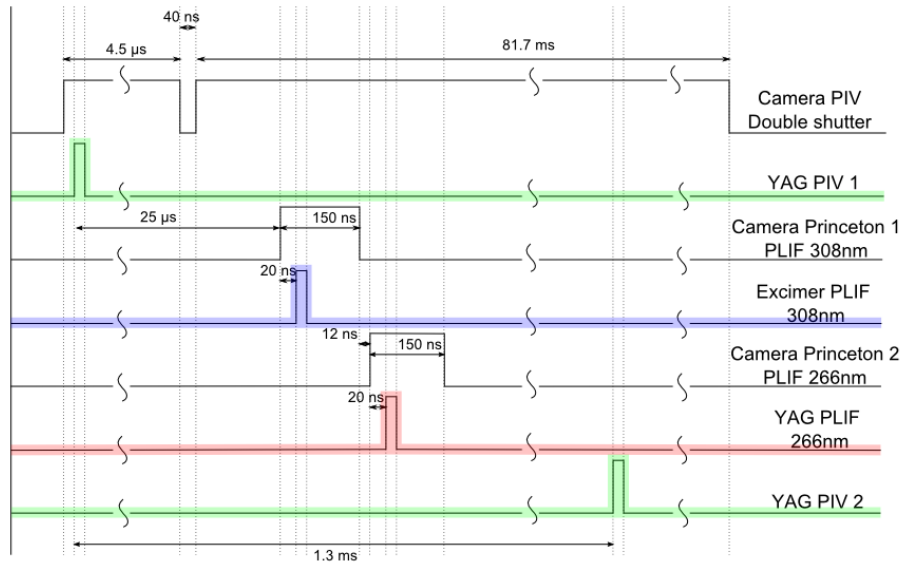 40 ns
4.5 µs
81.7 ms
Camera PIV
Double shutter
YAG PIV 1
25 µs
150 ns
Camera Princeton 1
PLIF 308nm
20 ns
Excimer PLIF
308nm
12 ns
150 ns
Camera Princeton 2
PLIF 266nm
20 ns
YAG PLIF
266nm
YAG PIV 2
1.3 ms